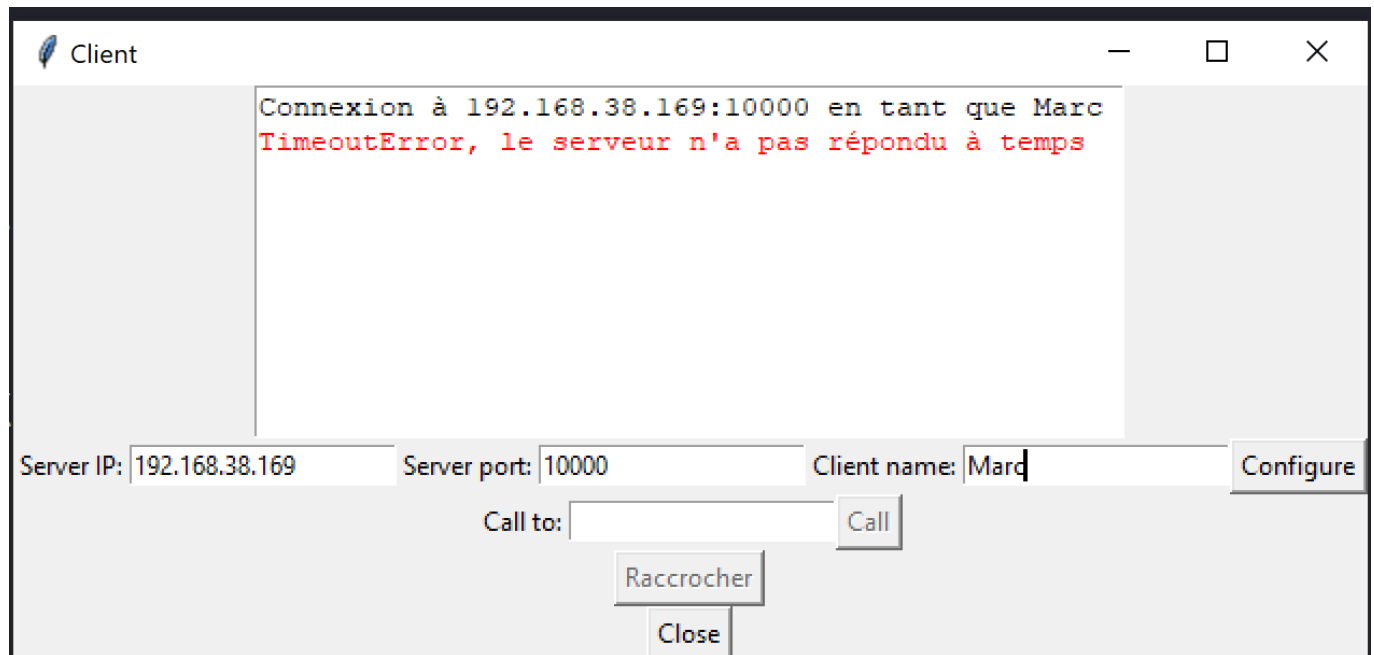 Client
Connexion à 192.168.38.169:10000 en tant que Marc
TimeoutError, le serveur n'a pas répondu à temps
Server IP: 192.168.38.169 Server port: 10000 Client name: Marc Configure
Call to: Call
Raccrocher
Close